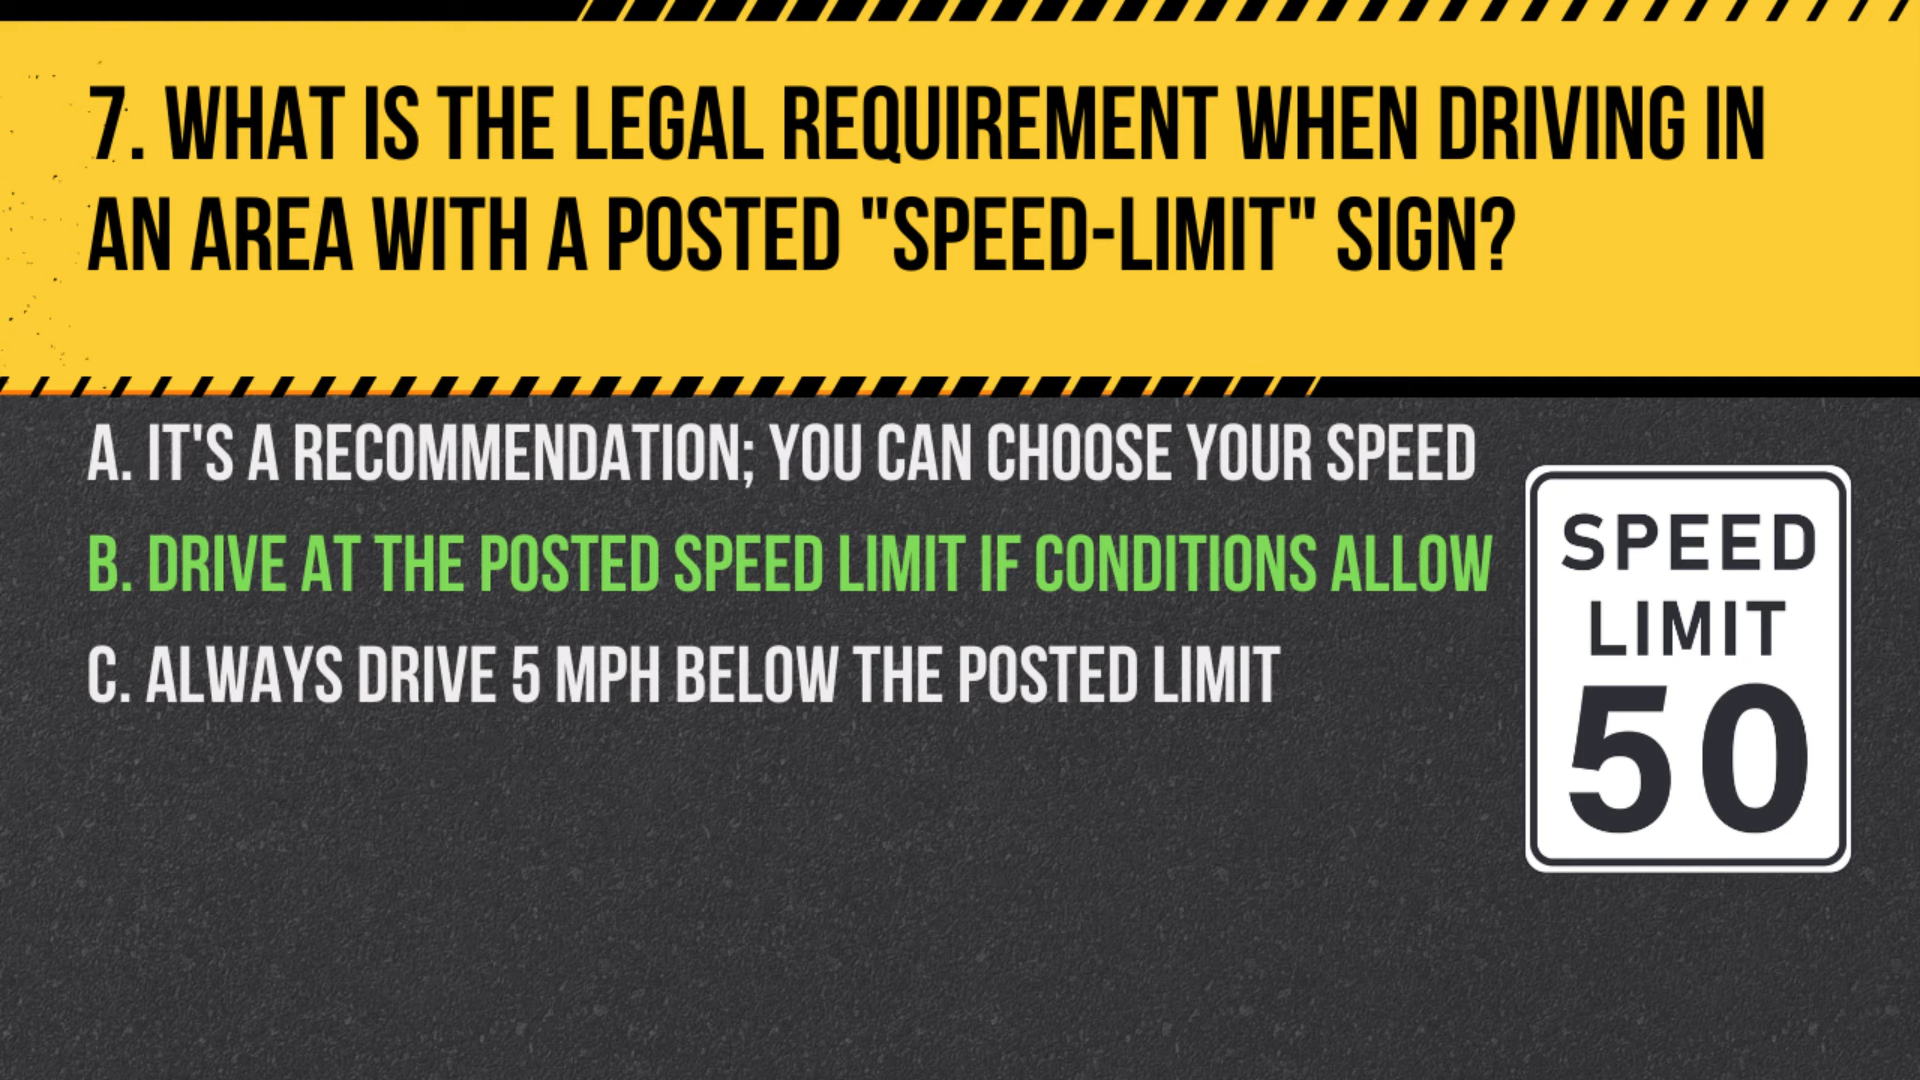 7. WHAT IS THE LEGAL REQUIREMENT WHEN DRIVING IN
AN AREA WITH A POSTED "SPEED-LIMIT" SIGN?
A. IT'S A RECOMMENDATION; YOU CAN CHOOSE YOUR SPEED
B. DRIVE AT THE POSTED SPEED LIMIT IF CONDITIONS ALLOW
C. ALWAYS DRIVE 5 MPH BELOW THE POSTED LIMIT
SPEED
LIMIT
50